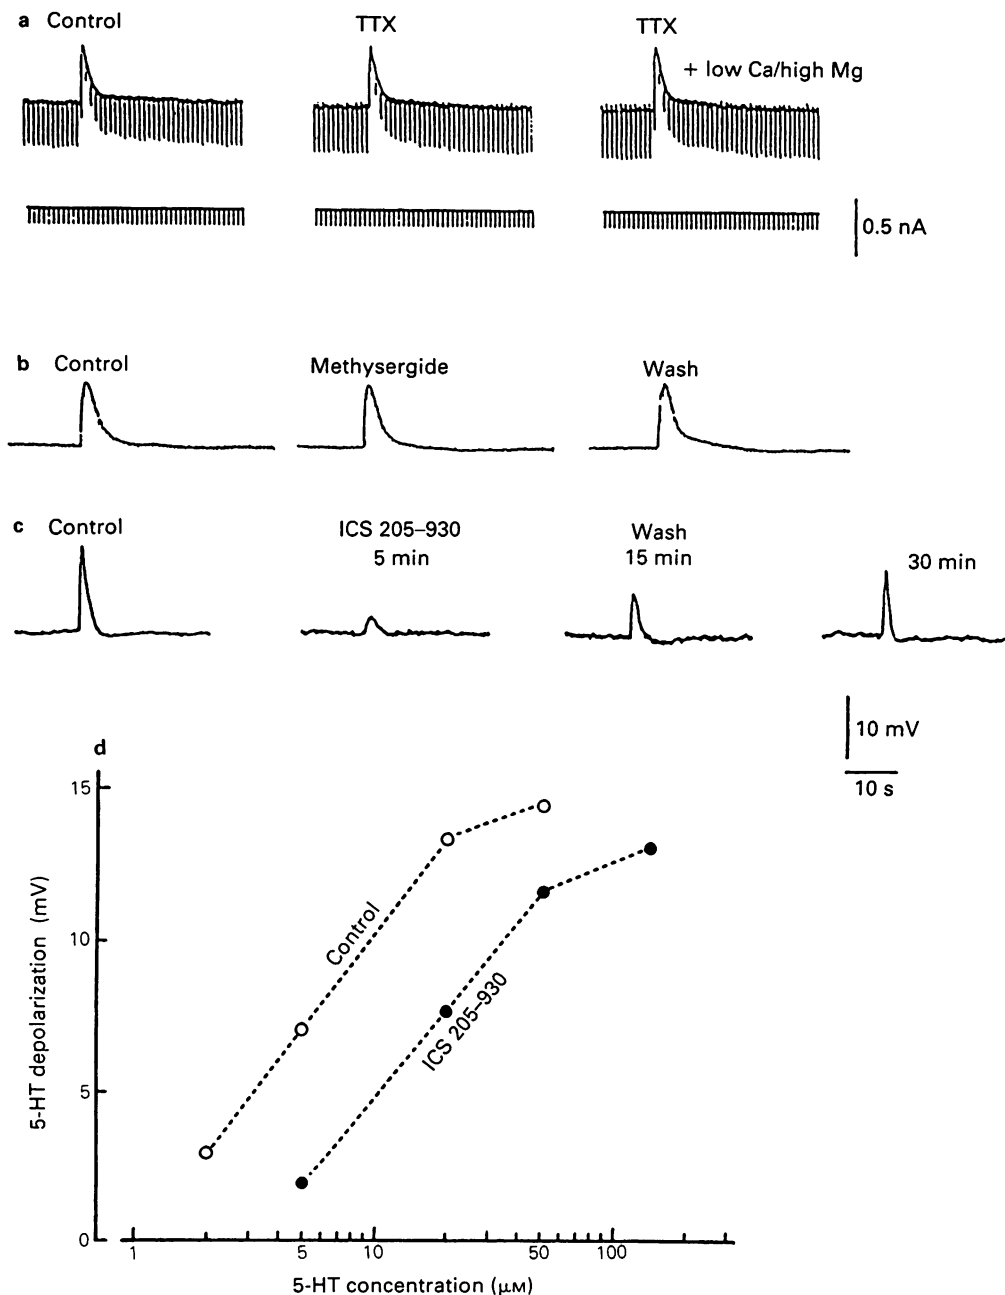 a Control
TTX
TTX
+ low Ca/high Mg
0.5 nA
b Control
Methysergide
Wash
c Control
ICS 205–930
5 min
Wash
15 min
30 min
10 mV
10 s
d
15
10
5
0
5-HT depolarization (mV)
Control
ICS 205–930
1
5
10
50
100
5-HT concentration (μM)